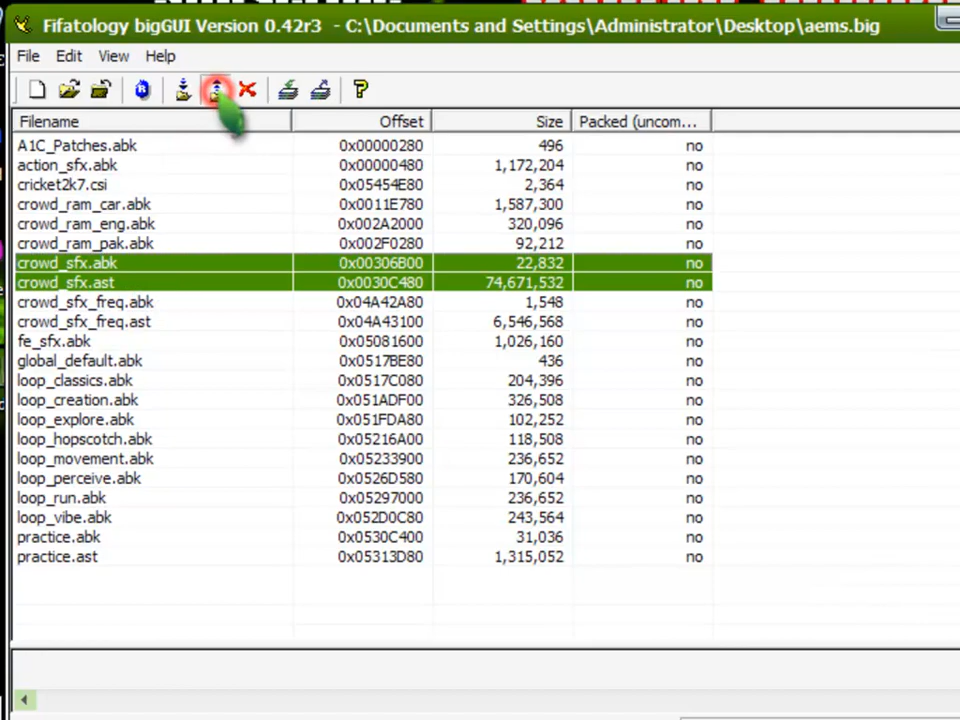 Fifatology bigGUI Version 0.42r3 - C:\Documents and Settings\Administrator\Desktop\aems.big
File Edit View Help
Filename Offset Size Packed (uncom...
A1C_Patches.abk 0x00000280 496 no
action_sfx.abk 0x00000480 1,172,204 no
cricket2k7.csi 0x05454E80 2,364 no
crowd_ram_car.abk 0x0011E780 1,587,300 no
crowd_ram_eng.abk 0x002A2000 320,096 no
crowd_ram_pak.abk 0x002F0280 92,212 no
crowd_sfx.abk 0x00306B00 22,832 no
crowd_sfx.ast 0x0030C480 74,671,532 no
crowd_sfx_freq.abk 0x04A42A80 1,548 no
crowd_sfx_freq.ast 0x04A43100 6,546,568 no
fe_sfx.abk 0x05081600 1,026,160 no
global_default.abk 0x0517BE80 436 no
loop_classics.abk 0x0517C080 204,396 no
loop_creation.abk 0x051ADF00 326,508 no
loop_explore.abk 0x051FDA80 102,252 no
loop_hopscotch.abk 0x05216A00 118,508 no
loop_movement.abk 0x05233900 236,652 no
loop_perceive.abk 0x0526D580 170,604 no
loop_run.abk 0x05297000 236,652 no
loop_vibe.abk 0x052D0C80 243,564 no
practice.abk 0x0530C400 31,036 no
practice.ast 0x05313D80 1,315,052 no